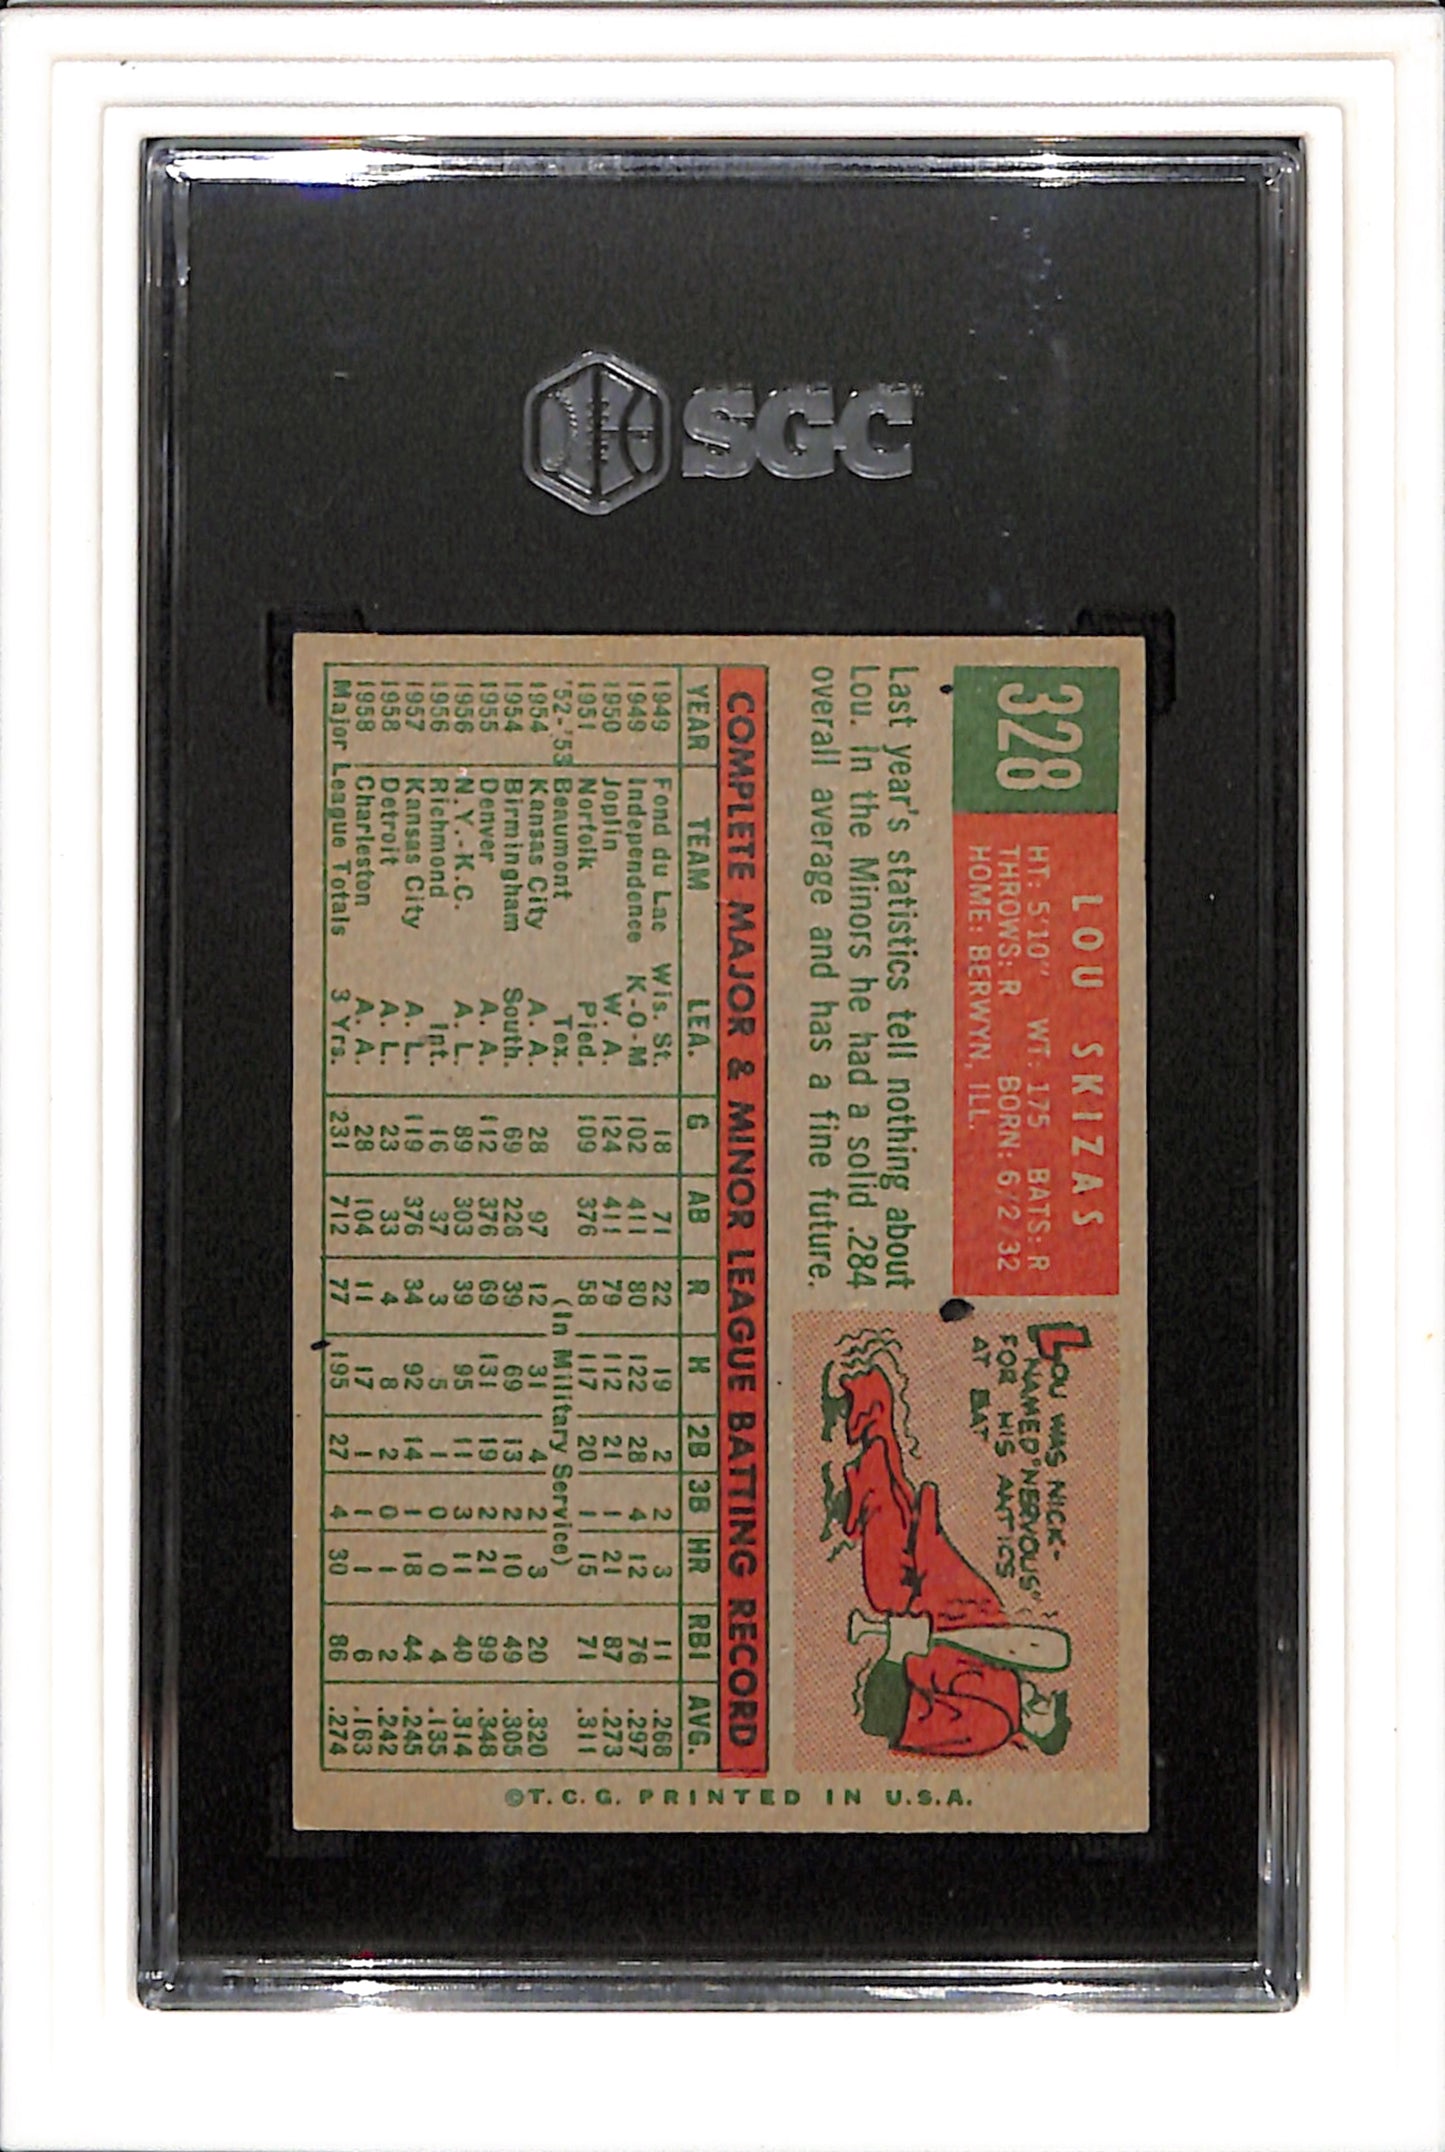 SGC
328
LOU SKIZAS
HT: 5'10" WT: 175 BATS: R
THROWS: R BORN: 6/2/32
HOME: BERWYN, ILL.
Last year's statistics tell nothing about
Lou. In the Minors he had a solid .284
overall average and has a fine future.
LOU WAS NICK-
NAMED "NERVOUS"
FOR HIS ANTICS
AT BAT
COMPLETE MAJOR & MINOR LEAGUE BATTING RECORD
YEAR TEAM LEA. G AB R H 2B 3B HR RBI AVG.
1949 Fond du Lac Wis. St. 18 71 22 19 2 2 3 11 .268
1949 Independence K-O-M 102 411 80 122 28 4 12 76 .297
1950 Joplin W. A. 124 411 79 112 21 1 21 87 .273
1951 Norfolk Pied. 109 376 58 117 20 1 15 71 .311
'52-'53 Beaumont Tex. (In Military Service)
1954 Kansas City A. A. 28 97 12 31 4 2 3 20 .320
1954 Birmingham South. 69 226 39 69 13 2 10 49 .305
1955 Denver A. A. 112 376 69 131 19 2 21 99 .348
1956 N.Y.-K.C. A. L. 89 303 39 95 11 3 11 40 .314
1956 Richmond Int. 16 37 3 5 1 0 0 4 .135
1957 Kansas City A. L. 119 376 34 92 14 1 18 44 .245
1958 Detroit A. L. 23 33 4 8 2 0 1 2 .242
1958 Charleston A. A. 28 104 11 17 1 1 1 6 .163
Major League Totals 3 Yrs. 231 712 77 195 27 4 30 86 .274
©T. C. G. PRINTED IN U.S.A.